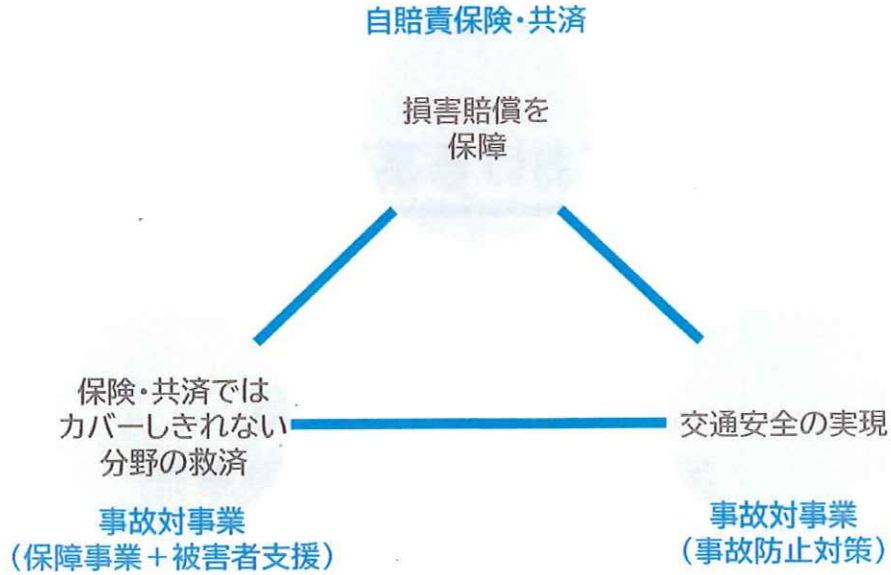 自賠責保険・共済
損害賠償を
保障
保険・共済では
カバーしきれない
分野の救済
事故対事業
（保障事業＋被害者支援）
交通安全の実現
事故対事業
（事故防止対策）